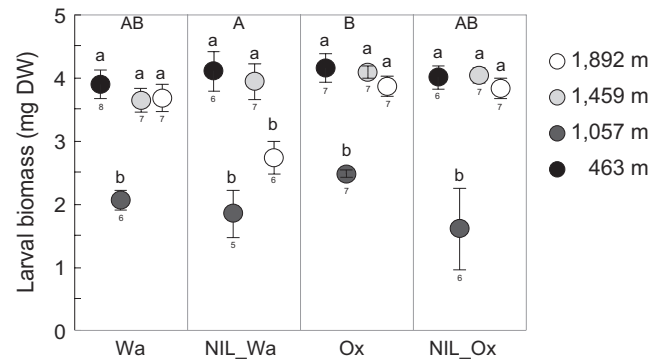 5
4
3
2
1
0
Larval biomass (mg DW)
AB A B AB
a a a
a a
b
a a a
a a a
8 7 7
6 7
6
7 7 7
6 7 7
b
b
b
b
6
5
7
6
Wa NIL_Wa Ox NIL_Ox
1,892 m
1,459 m
1,057 m
463 m